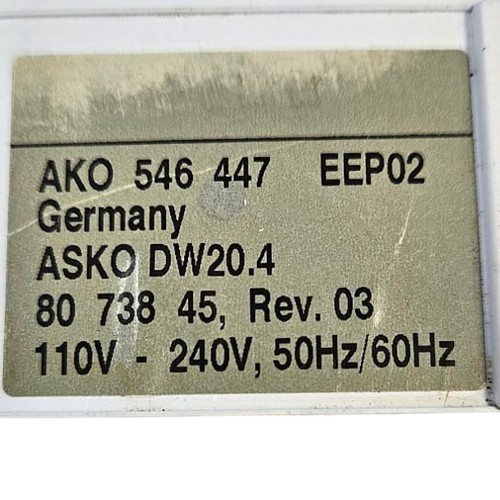 AKO 546 447 EEP02
Germany
ASKO DW20.4
80 738 45, Rev. 03
110V - 240V, 50Hz/60Hz